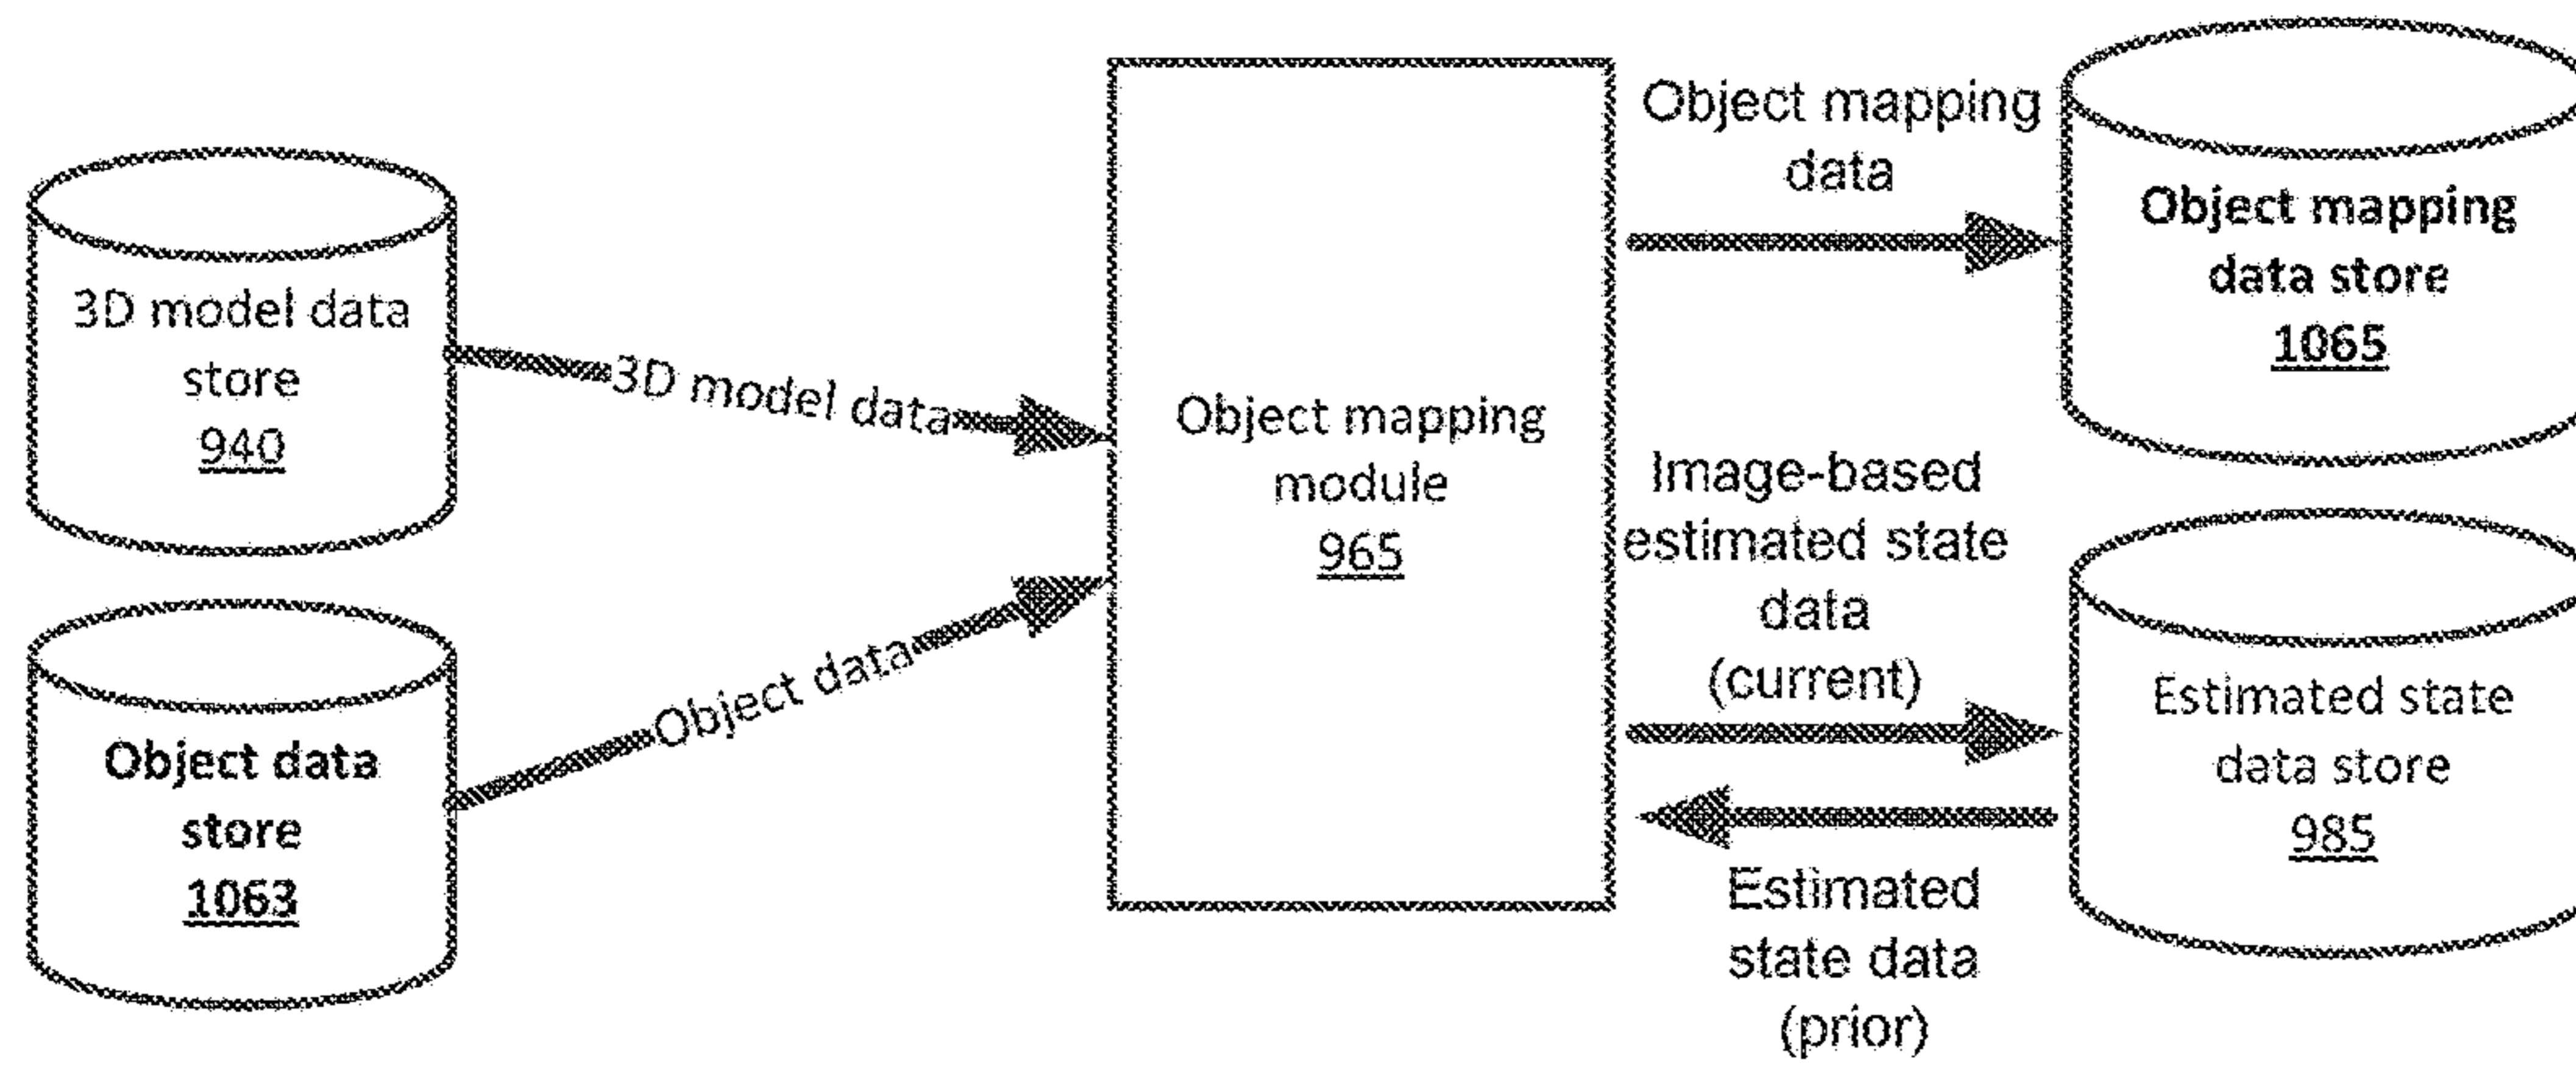 3D model data
store
940
Object data
store
1063
3D model data
Object data
Object mapping
module
965
Object mapping
data
Image-based
estimated state
data
(current)
Estimated
state data
(prior)
Object mapping
data store
1065
Estimated state
data store
985